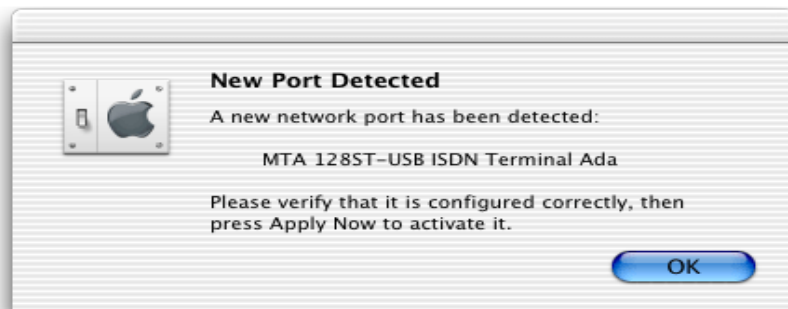 New Port Detected
A new network port has been detected:
MTA 128ST-USB ISDN Terminal Ada
Please verify that it is configured correctly, then
press Apply Now to activate it.
OK